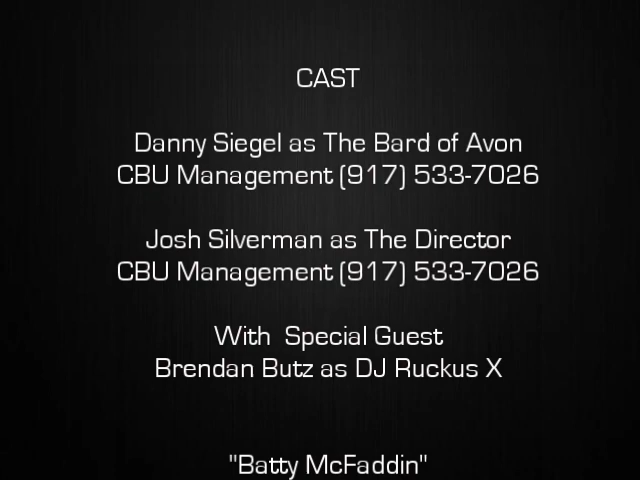 CAST
Danny Siegel as The Bard of Avon
CBU Management (917) 533-7026
Josh Silverman as The Director
CBU Management (917) 533-7026
With  Special Guest
Brendan Butz as DJ Ruckus X
"Batty McFaddin"